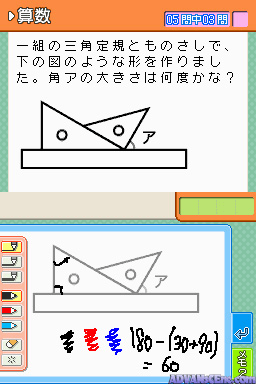 算数
05問中03問
一組の三角定規とものさしで、
下の図のような形を作りまし
た。角アの大きさは何度かな？
ア
ア
180-(30+90)
=60